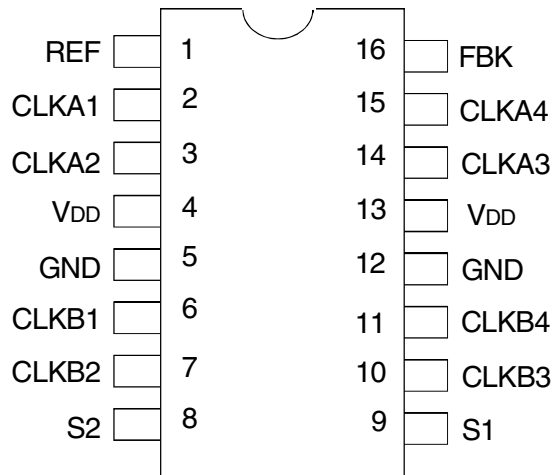 REF 1 16 FBK
CLKA1 2 15 CLKA4
CLKA2 3 14 CLKA3
VDD 4 13 VDD
GND 5 12 GND
CLKB1 6 11 CLKB4
CLKB2 7 10 CLKB3
S2 8 9 S1